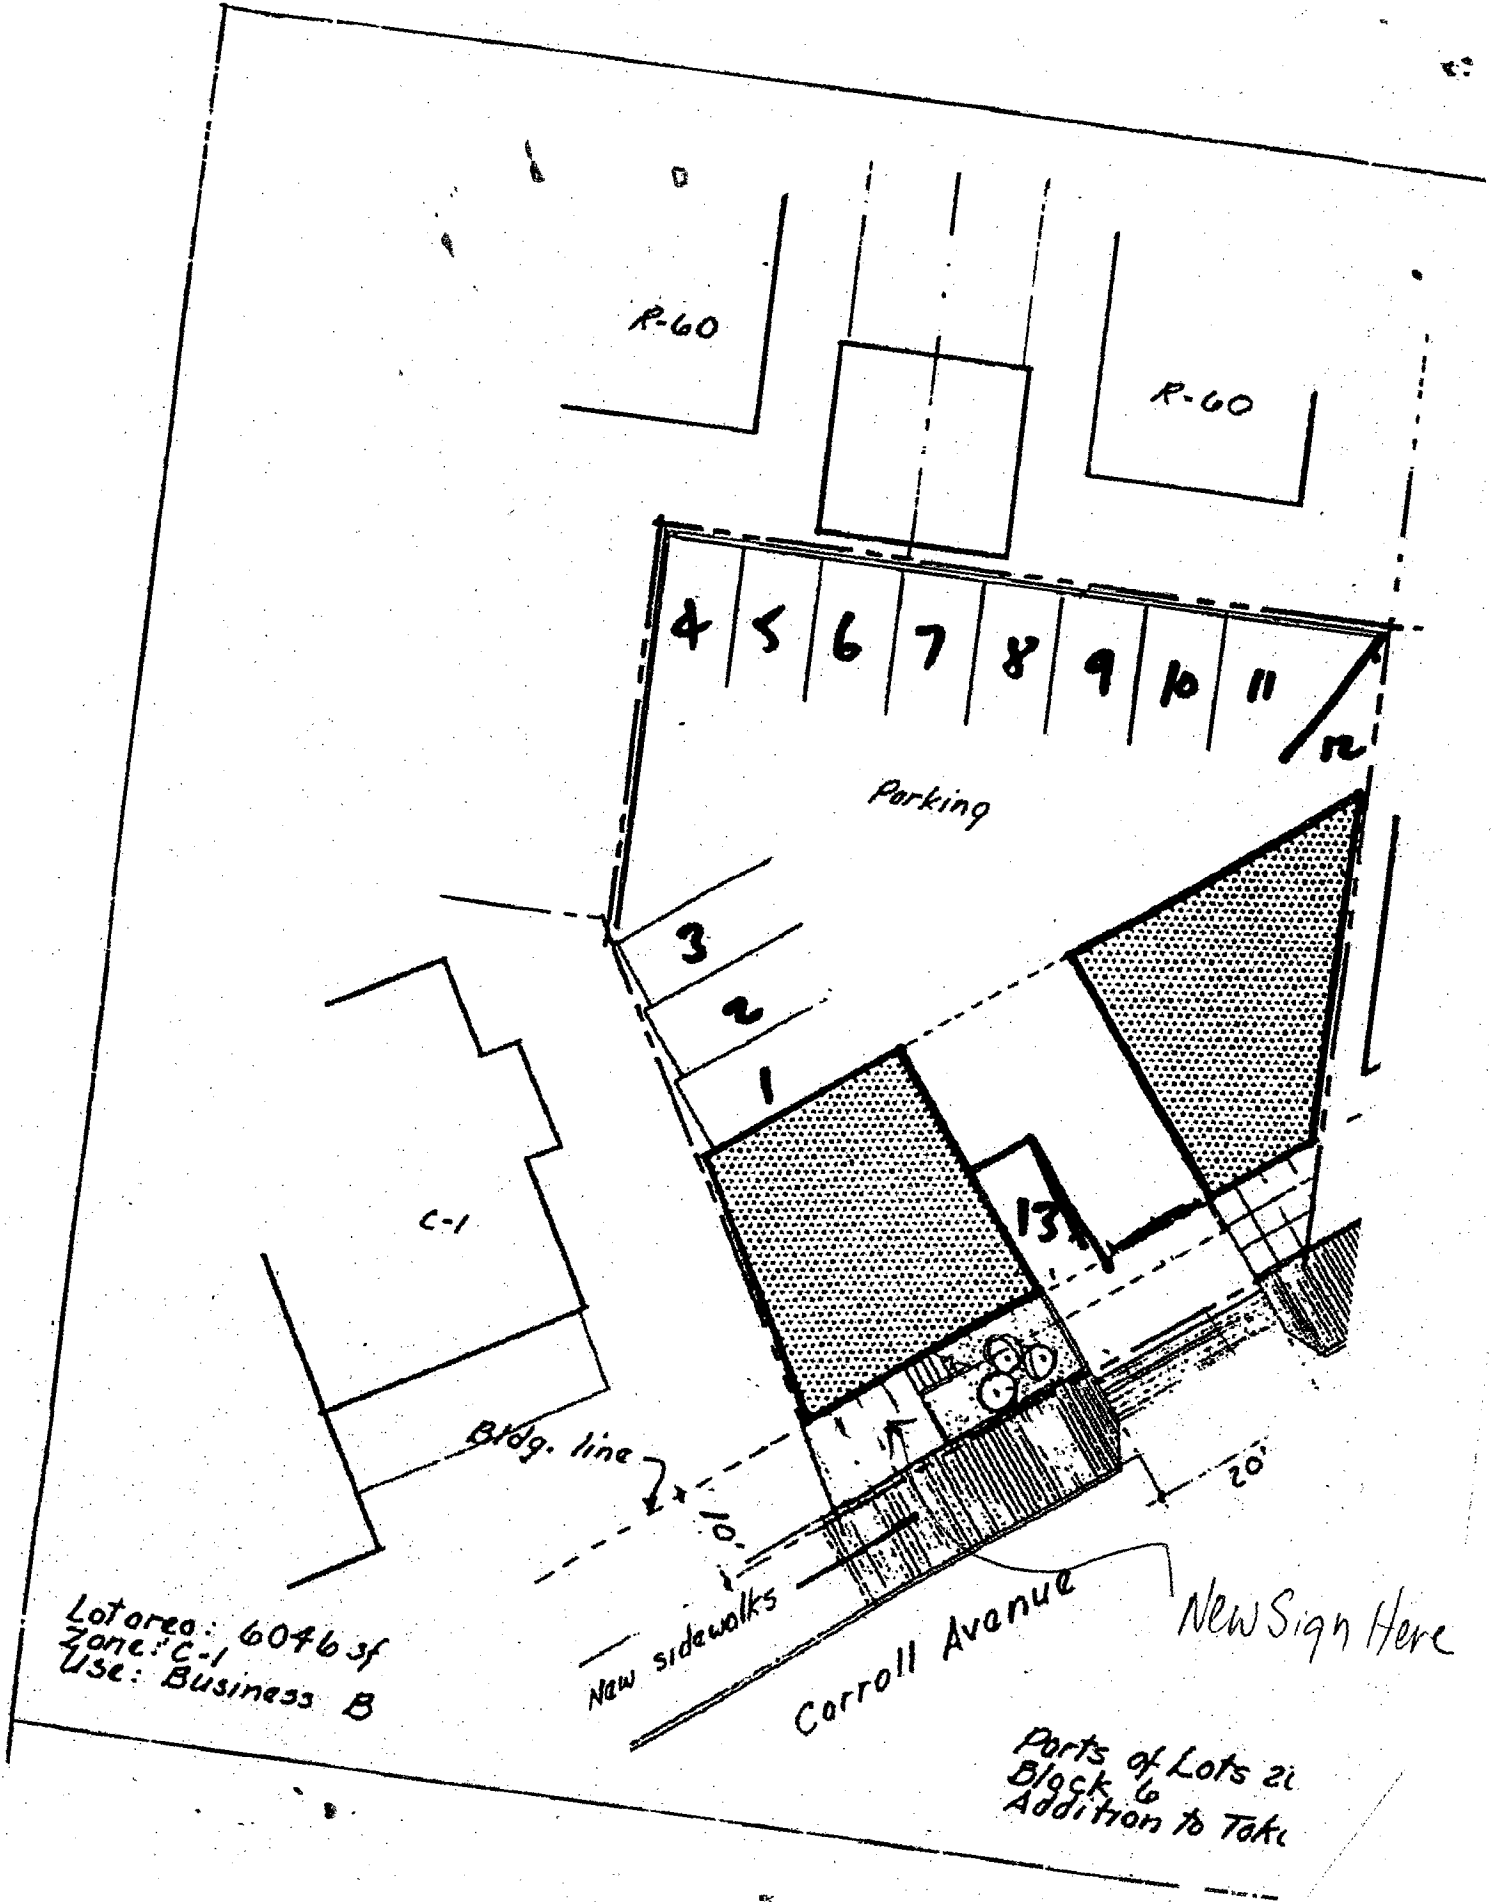 R-60
R-60
4 5 6 7 8 9 10 11
12
Parking
3
2
1
13
C-1
Bldg. line
10'
20'
New sidewalks
Carroll Avenue
New Sign Here
Lot area: 6046 sf
Zone: C-1
Use: Business B
Parts of Lots
Block 6
Addition to